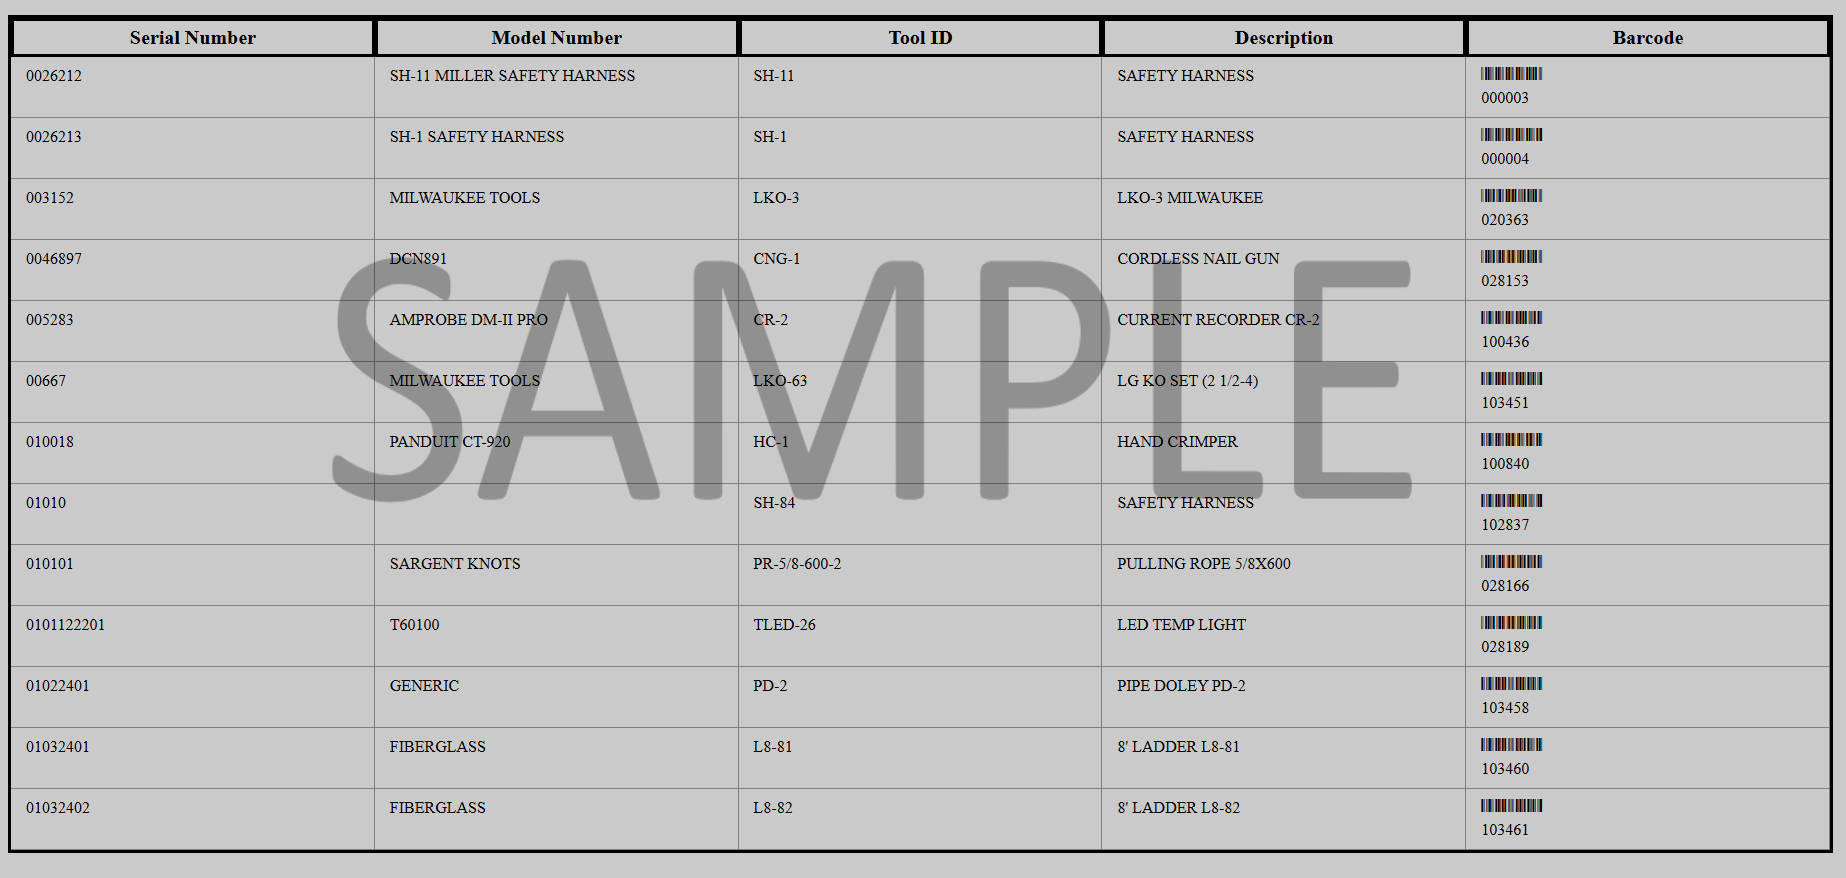 Serial Number Model Number Tool ID Description Barcode
0026212 SH-11 MILLER SAFETY HARNESS SH-11 SAFETY HARNESS
000003
0026213 SH-1 SAFETY HARNESS SH-1 SAFETY HARNESS
000004
003152 MILWAUKEE TOOLS LKO-3 LKO-3 MILWAUKEE
020363
0046897 DCN891 CNG-1 CORDLESS NAIL GUN
028153
005283 AMPROBE DM-II PRO CR-2 CURRENT RECORDER CR-2
100436
00667 MILWAUKEE TOOLS LKO-63 LG KO SET (2 1/2-4)
103451
010018 PANDUIT CT-920 HC-1 HAND CRIMPER
100840
01010 SH-84 SAFETY HARNESS
102837
010101 SARGENT KNOTS PR-5/8-600-2 PULLING ROPE 5/8X600
028166
0101122201 T60100 TLED-26 LED TEMP LIGHT
028189
01022401 GENERIC PD-2 PIPE DOLEY PD-2
103458
01032401 FIBERGLASS L8-81 8' LADDER L8-81
103460
01032402 FIBERGLASS L8-82 8' LADDER L8-82
103461
SAMPLE